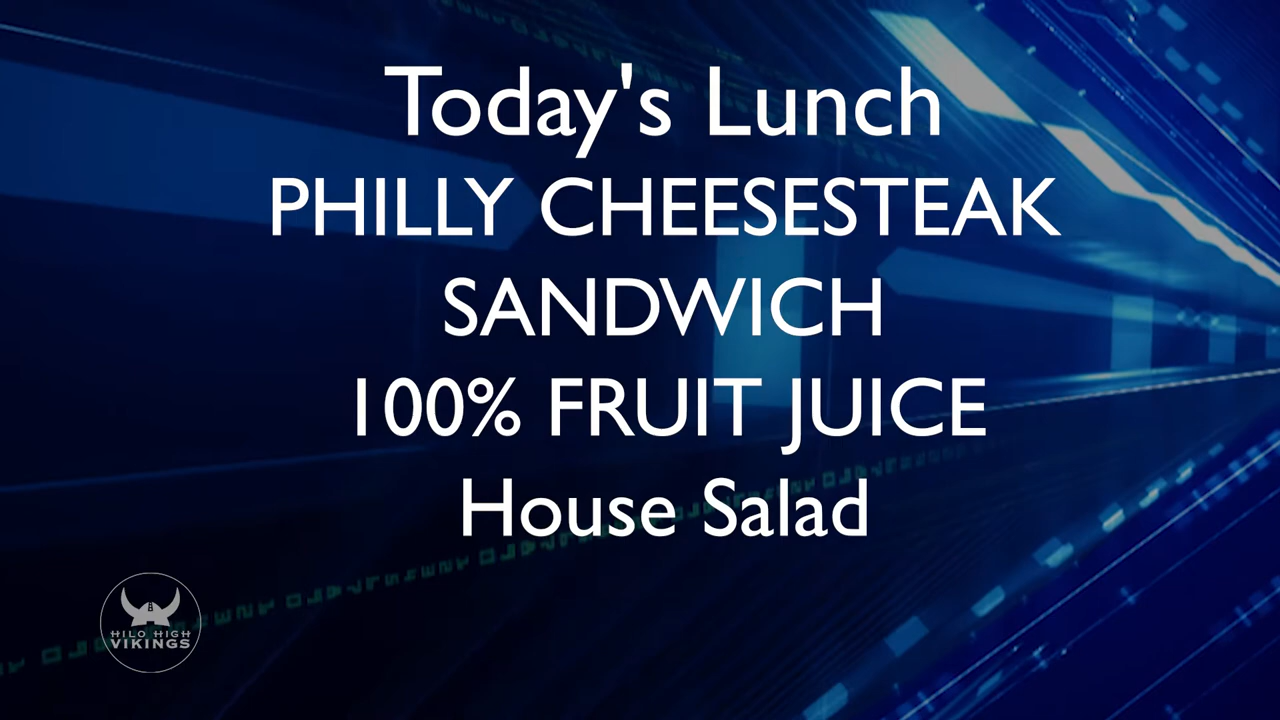 Today's Lunch
PHILLY CHEESESTEAK
SANDWICH
100% FRUIT JUICE
House Salad
HILO HIGH
VIKINGS